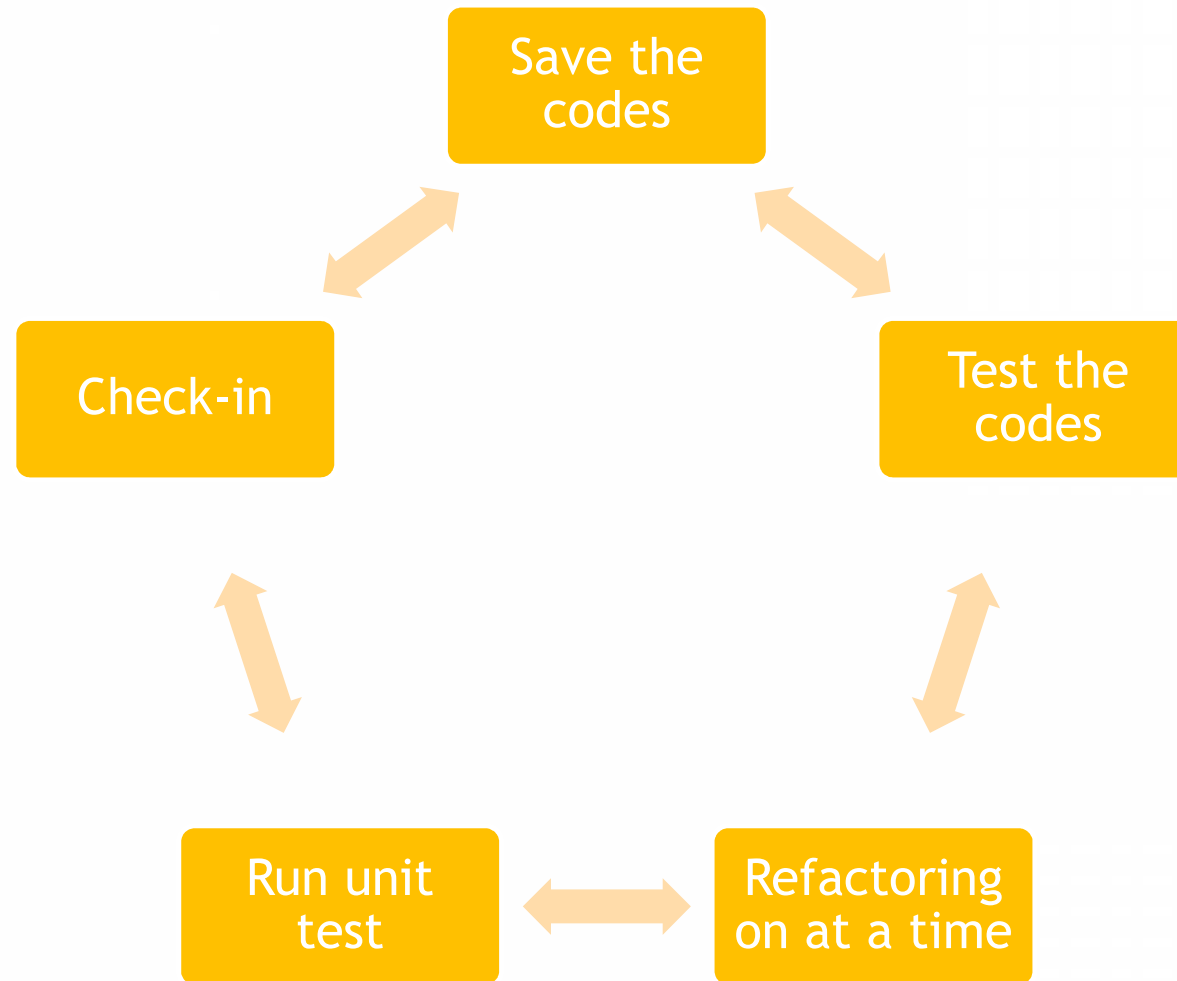 Save the
codes
Check-in
Test the
codes
Run unit
test
Refactoring
on at a time